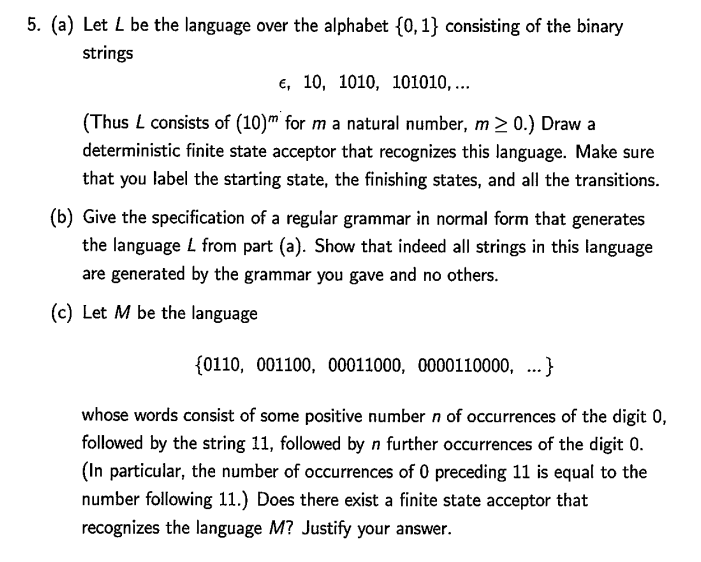 5. (a) Let L be the language over the alphabet {0, 1} consisting of the binary
strings
ϵ, 10, 1010, 101010, ...
(Thus L consists of (10)ᵐ for m a natural number, m ≥ 0.) Draw a
deterministic finite state acceptor that recognizes this language. Make sure
that you label the starting state, the finishing states, and all the transitions.
(b) Give the specification of a regular grammar in normal form that generates
the language L from part (a). Show that indeed all strings in this language
are generated by the grammar you gave and no others.
(c) Let M be the language
{0110, 001100, 00011000, 0000110000, ...}
whose words consist of some positive number n of occurrences of the digit 0,
followed by the string 11, followed by n further occurrences of the digit 0.
(In particular, the number of occurrences of 0 preceding 11 is equal to the
number following 11.) Does there exist a finite state acceptor that
recognizes the language M? Justify your answer.